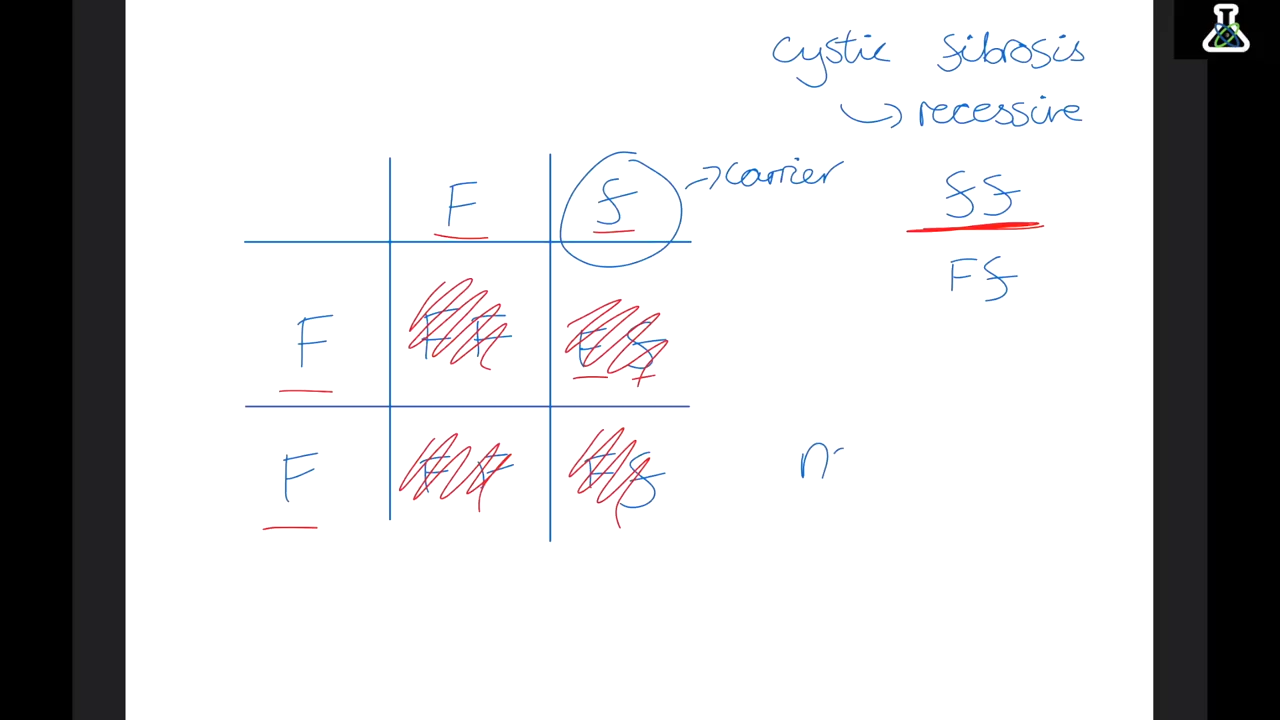 cystic fibrosis
recessive
F f carrier ff
Ff
F FF Ff
F FF Ff n